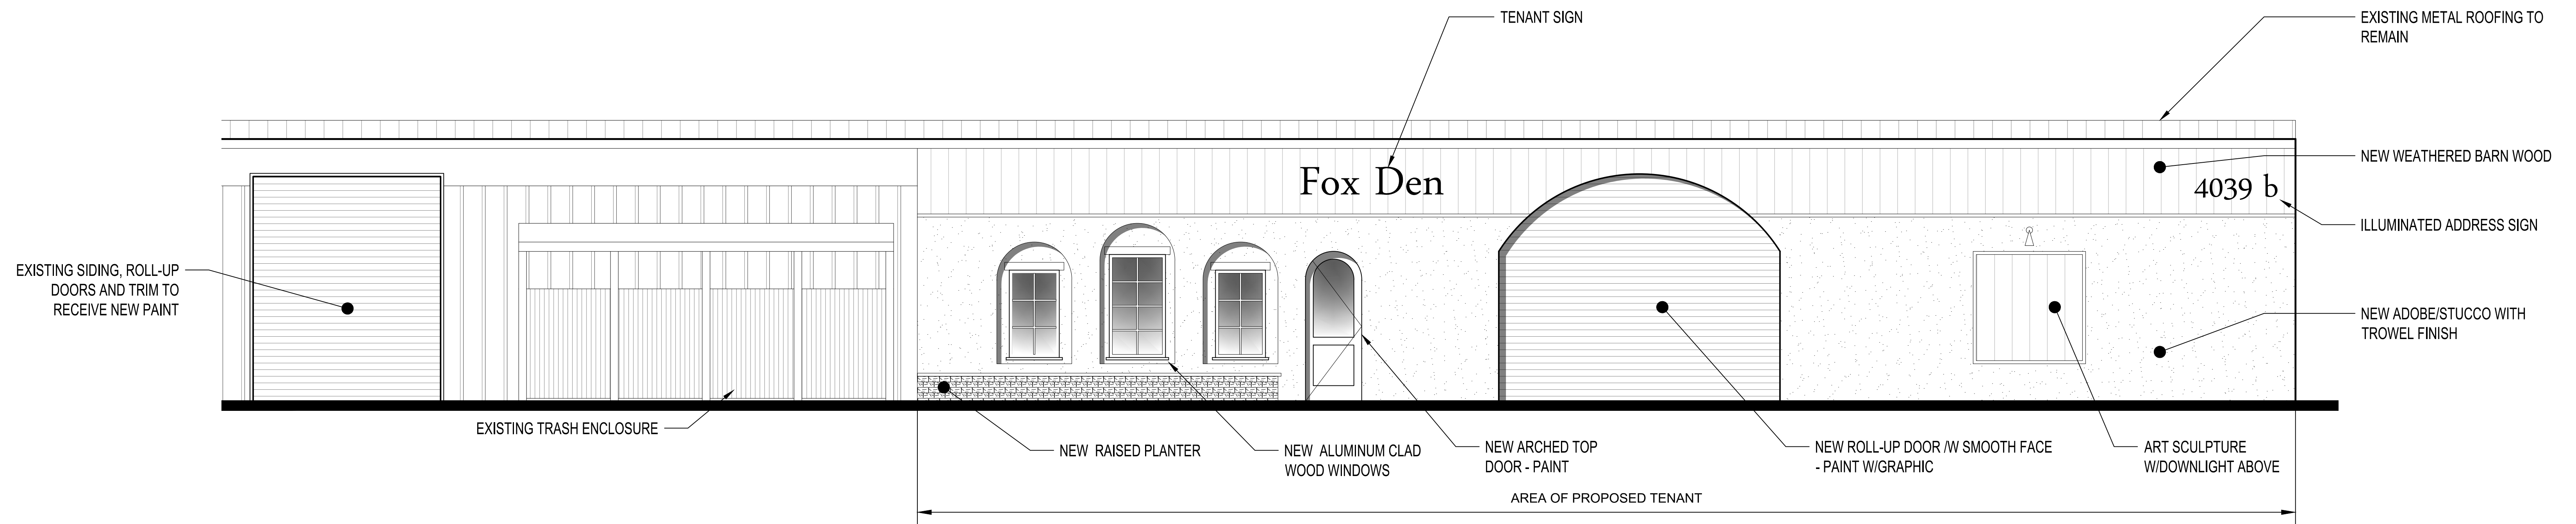 TENANT SIGN
EXISTING METAL ROOFING TO
REMAIN
NEW WEATHERED BARN WOOD
Fox Den
4039 b
ILLUMINATED ADDRESS SIGN
EXISTING SIDING, ROLL-UP
DOORS AND TRIM TO
RECEIVE NEW PAINT
NEW ADOBE/STUCCO WITH
TROWEL FINISH
EXISTING TRASH ENCLOSURE
NEW RAISED PLANTER
NEW ALUMINUM CLAD
WOOD WINDOWS
NEW ARCHED TOP
DOOR - PAINT
NEW ROLL-UP DOOR /W SMOOTH FACE
- PAINT W/GRAPHIC
ART SCULPTURE
W/DOWNLIGHT ABOVE
AREA OF PROPOSED TENANT